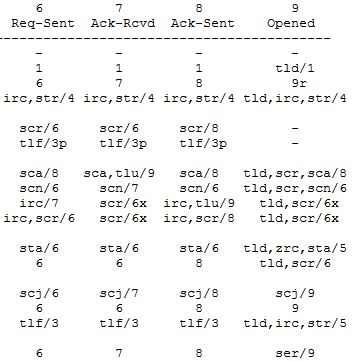 6 7 8 9
Req-Sent Ack-Rcvd Ack-Sent Opened
-----------------------------------------
- - - -
1 1 1 tld/1
6 7 8 9r
irc,str/4 irc,str/4 irc,str/4 tld,irc,str/4
scr/6 scr/6 scr/8 -
tlf/3p tlf/3p tlf/3p -
sca/8 sca,tlu/9 sca/8 tld,scr,sca/8
scn/6 scn/7 scn/6 tld,scr,scn/6
irc/7 scr/6x irc,tlu/9 tld,scr/6x
irc,scr/6 scr/6x irc,scr/8 tld,scr/6x
sta/6 sta/6 sta/6 tld,zrc,sta/5
6 6 8 tld,scr/6
scj/6 scj/7 scj/8 scj/9
6 6 8 9
tlf/3 tlf/3 tlf/3 tld,irc,str/5
6 7 8 ser/9